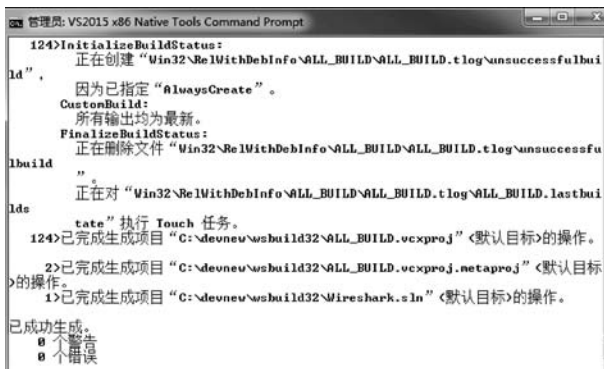 管理员: VS2015 x86 Native Tools Command Prompt
124>InitializeBuildStatus:
正在创建“Win32\RelWithDebInfo\ALL_BUILD\ALL_BUILD.tlog\unsuccessfulbui
ld”,
因为已指定“AlwaysCreate”。
CustomBuild:
所有输出均为最新。
FinalizeBuildStatus:
正在删除文件“Win32\RelWithDebInfo\ALL_BUILD\ALL_BUILD.tlog\unsuccessfu
lbuild
”。
正在对“Win32\RelWithDebInfo\ALL_BUILD\ALL_BUILD.tlog\ALL_BUILD.lastbui
lds
tate”执行 Touch 任务。
124>已完成生成项目“C:\devnew\wsbuild32\ALL_BUILD.vcxproj”<默认目标>的操作。
2>已完成生成项目“C:\devnew\wsbuild32\ALL_BUILD.vcxproj.metaproj”<默认目标
>的操作。
1>已完成生成项目“C:\devnew\wsbuild32\Wireshark.sln”<默认目标>的操作。
已成功生成。
0 个警告
0 个错误